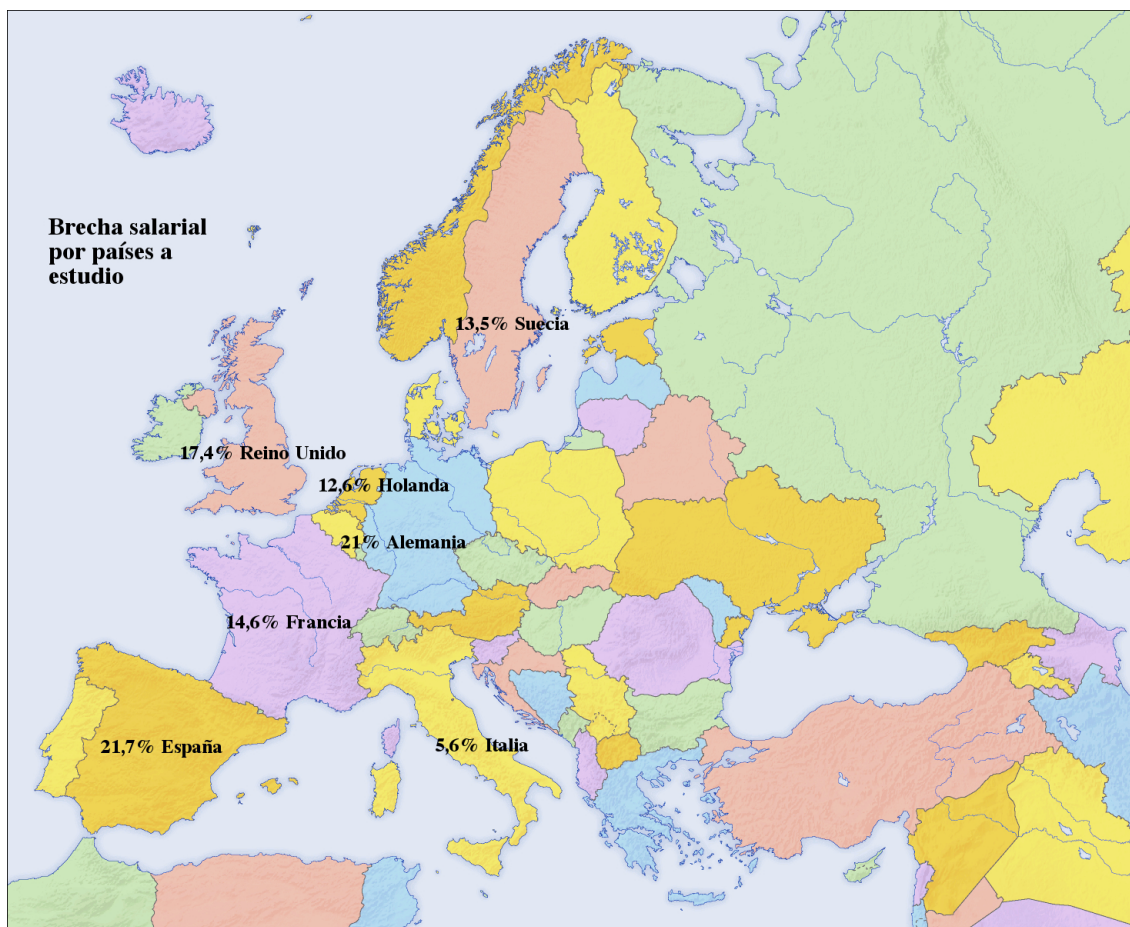 Brecha salarial
por países a
estudio
13,5% Suecia
17,4% Reino Unido
12,6% Holanda
21% Alemania
14,6% Francia
21,7% España
5,6% Italia